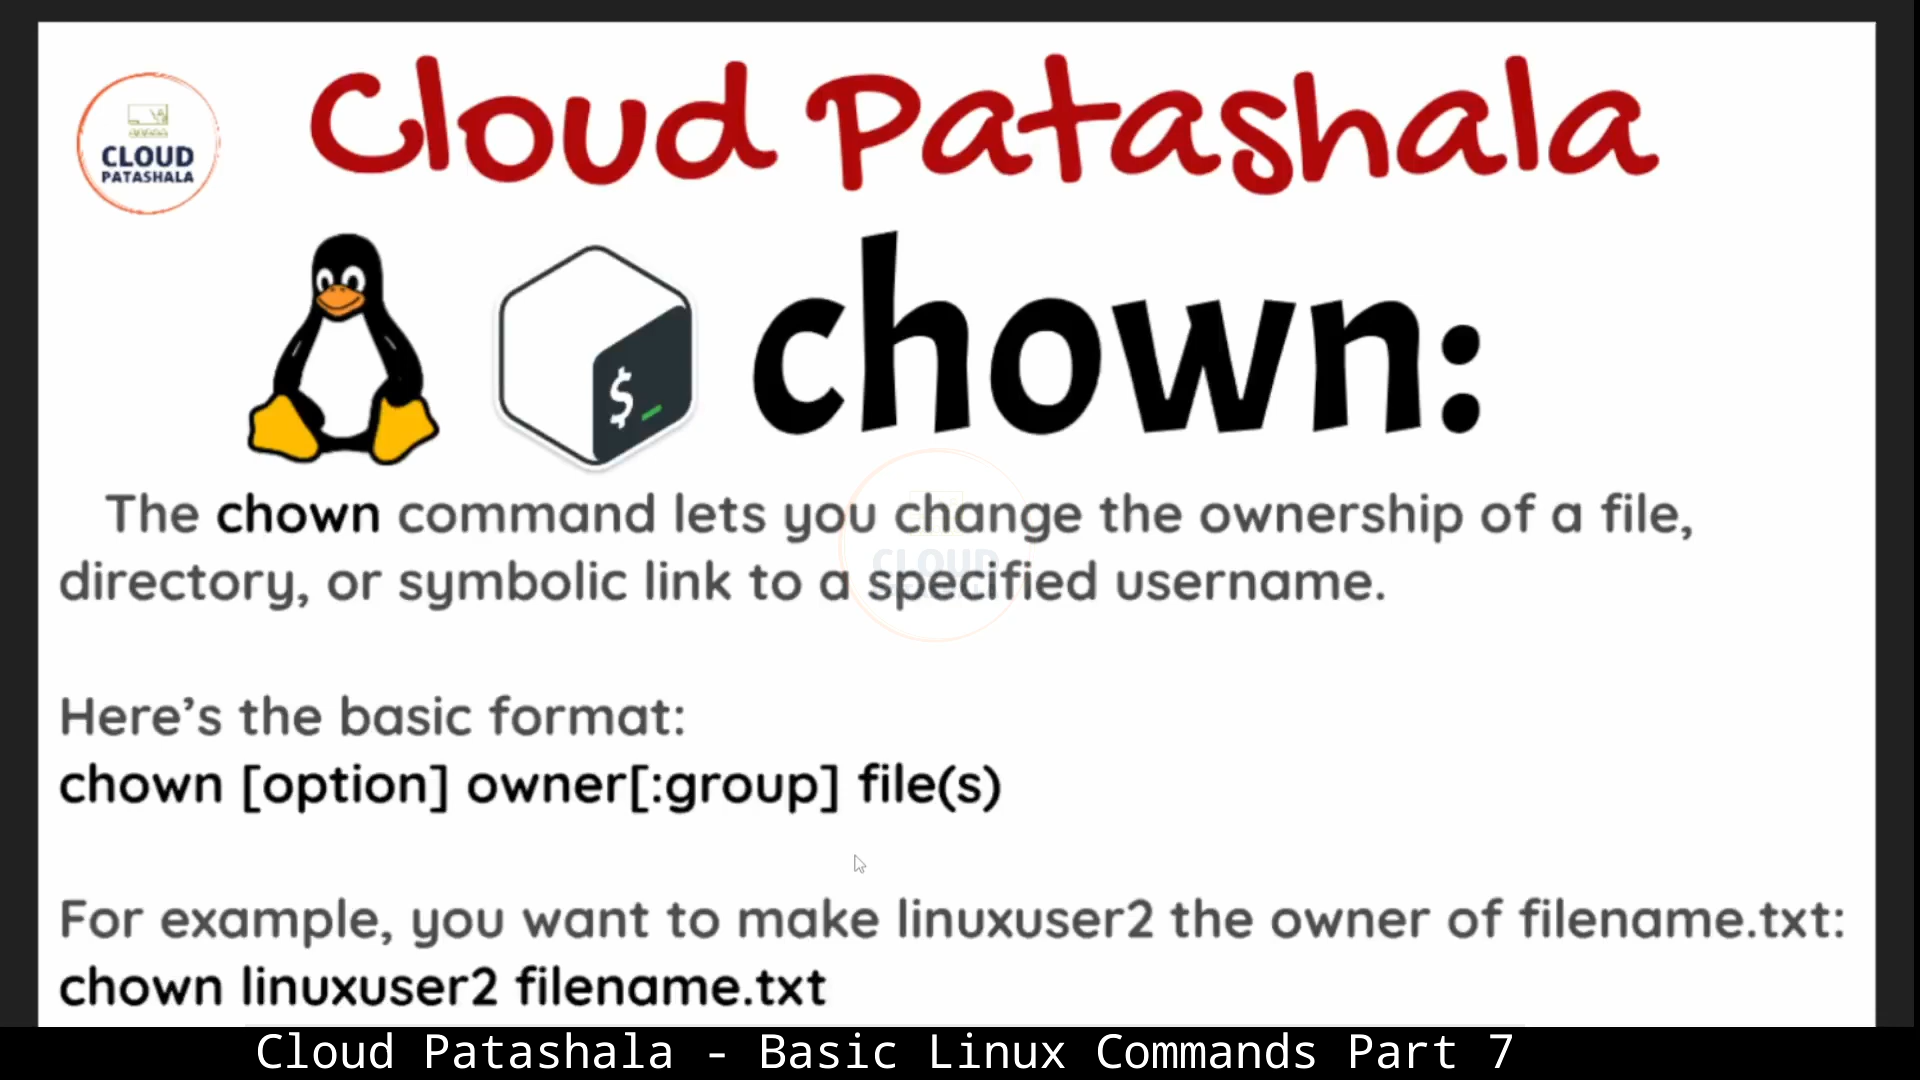 Cloud Patashala
CLOUD
PATASHALA
$_
chown:
The chown command lets you change the ownership of a file,
directory, or symbolic link to a specified username.
CLOUD
Here’s the basic format:
chown [option] owner[:group] file(s)
For example, you want to make linuxuser2 the owner of filename.txt:
chown linuxuser2 filename.txt
Cloud Patashala - Basic Linux Commands Part 7